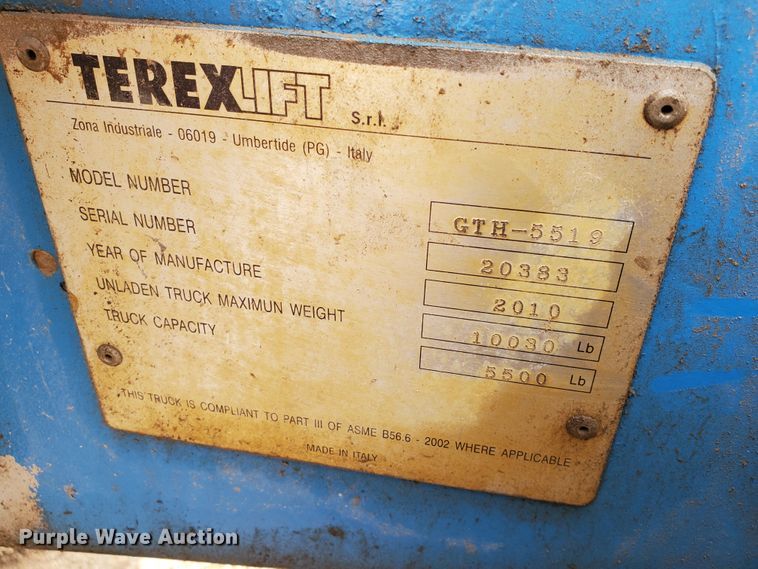 TEREXLIFT S.r.l.
Zona Industriale - 06019 - Umbertide (PG) - Italy
MODEL NUMBER GTH-5519
SERIAL NUMBER 20383
YEAR OF MANUFACTURE 2010
UNLADEN TRUCK MAXIMUN WEIGHT 10030 Lb
TRUCK CAPACITY 5500 Lb
THIS TRUCK IS COMPLIANT TO PART III OF ASME B56.6 - 2002 WHERE APPLICABLE
MADE IN ITALY
Purple Wave Auction